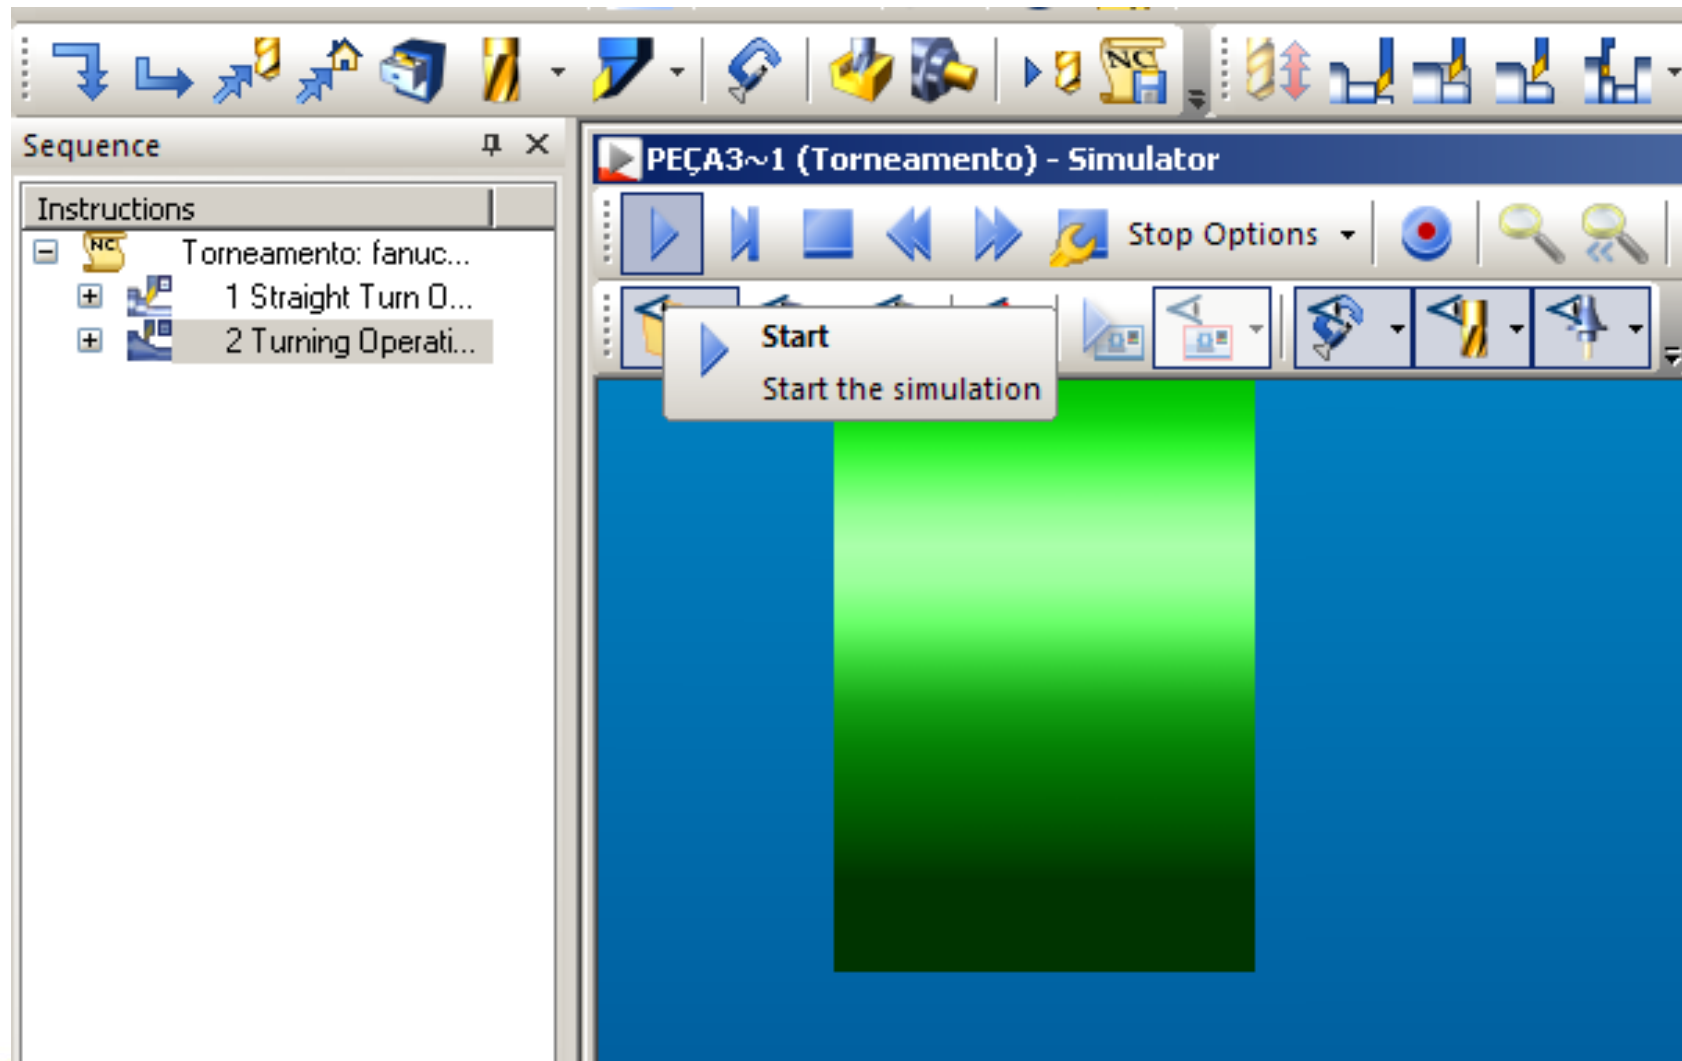 NC
Sequence
PEÇA3~1 (Torneamento) - Simulator
Instructions
NC
Torneamento: fanuc...
1 Straight Turn O...
2 Turning Operati...
Stop Options
Start
Start the simulation